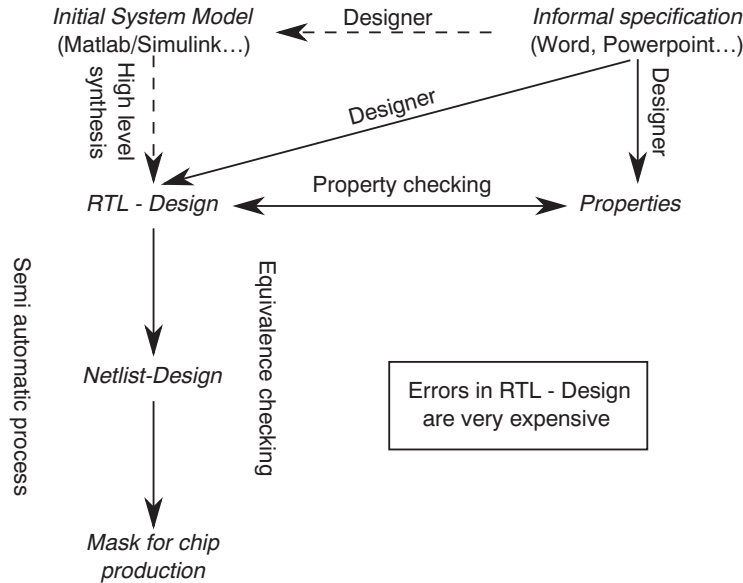 Initial System Model
(Matlab/Simulink…)
Designer
Informal specification
(Word, Powerpoint…)
High level
synthesis
Designer
Designer
RTL - Design
Property checking
Properties
Semi automatic process
Equivalence checking
Netlist-Design
Errors in RTL - Design
are very expensive
Mask for chip
production